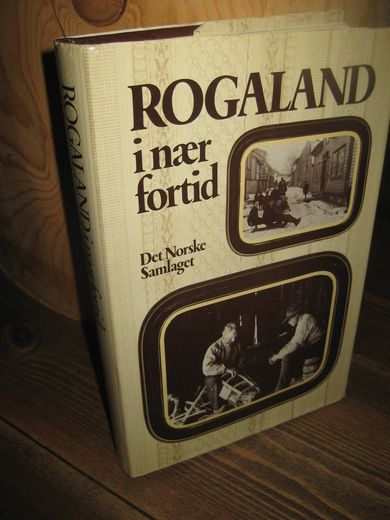 ROGALAND
i nær
fortid
Det Norske
Samlaget
ROGALAND i nær fortid